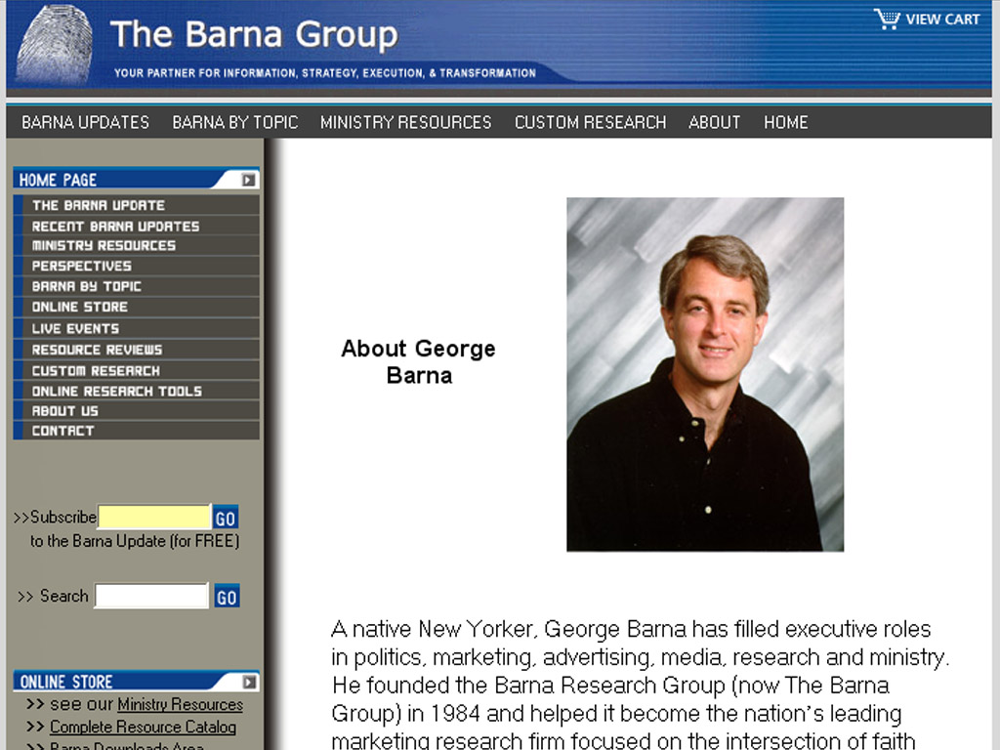 The Barna Group
VIEW CART
YOUR PARTNER FOR INFORMATION, STRATEGY, EXECUTION, & TRANSFORMATION
BARNA UPDATES BARNA BY TOPIC MINISTRY RESOURCES CUSTOM RESEARCH ABOUT HOME
HOME PAGE
THE BARNA UPDATE
RECENT BARNA UPDATES
MINISTRY RESOURCES
PERSPECTIVES
BARNA BY TOPIC
ONLINE STORE
LIVE EVENTS
RESOURCE REVIEWS
CUSTOM RESEARCH
ONLINE RESEARCH TOOLS
ABOUT US
CONTACT
>>Subscribe GO
to the Barna Update (for FREE)
>> Search GO
ONLINE STORE
>> see our Ministry Resources
>> Complete Resource Catalog
>> Barna Downloads Area
About George
Barna
A native New Yorker, George Barna has filled executive roles
in politics, marketing, advertising, media, research and ministry.
He founded the Barna Research Group (now The Barna
Group) in 1984 and helped it become the nation's leading
marketing research firm focused on the intersection of faith